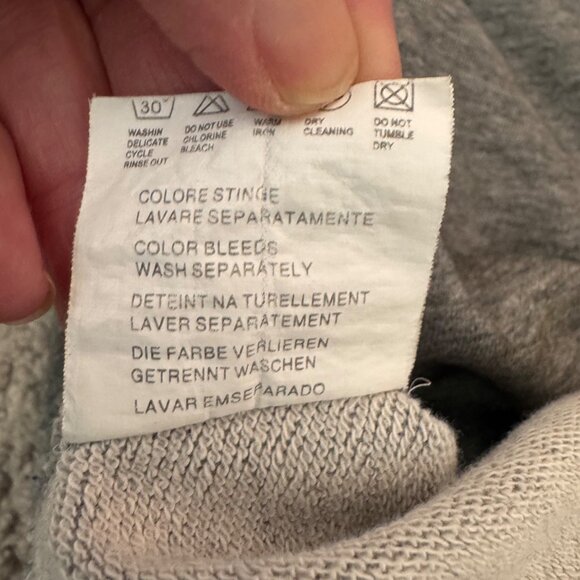 30°
WASHIN DELICATE CYCLE RINSE OUT
DO NOT USE CHLORINE BLEACH
WARM IRON
DRY CLEANING
DO NOT TUMBLE DRY
COLORE STINGE
LAVARE SEPARATAMENTE
COLOR BLEEDS
WASH SEPARATELY
DETEINT NA TURELLEMENT
LAVER SEPARATEMENT
DIE FARBE VERLIEREN
GETRENNT WASCHEN
LAVAR EMSEPARADO